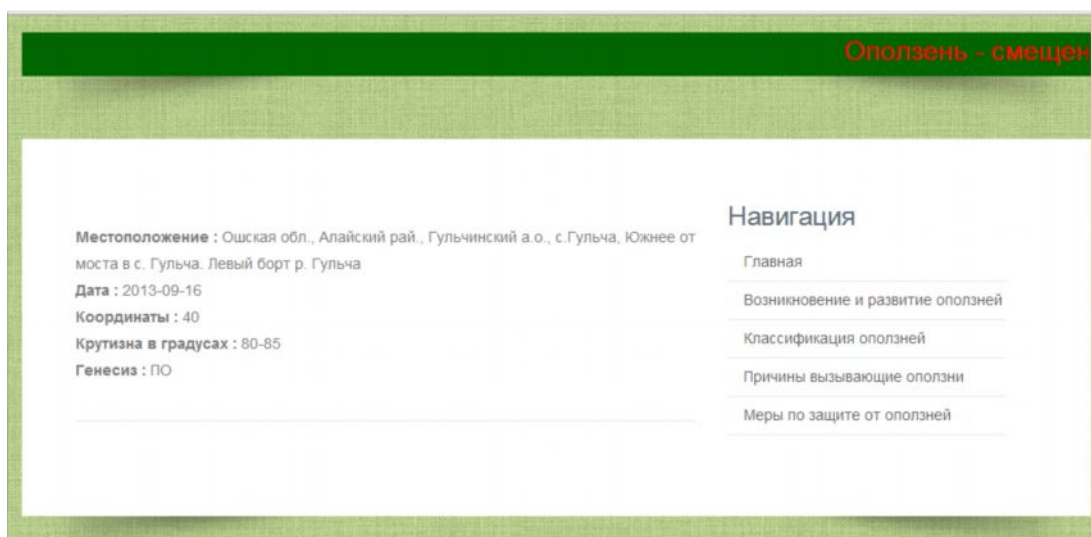 Оползень - смещен
Местоположение : Ошская обл., Алайский рай., Гульчинский а.о., с.Гульча, Южнее от
моста в с. Гульча. Левый борт р. Гульча
Дата : 2013-09-16
Координаты : 40
Крутизна в градусах : 80-85
Генесиз : ПО
Навигация
Главная
Возникновение и развитие оползней
Классификация оползней
Причины вызывающие оползни
Меры по защите от оползней